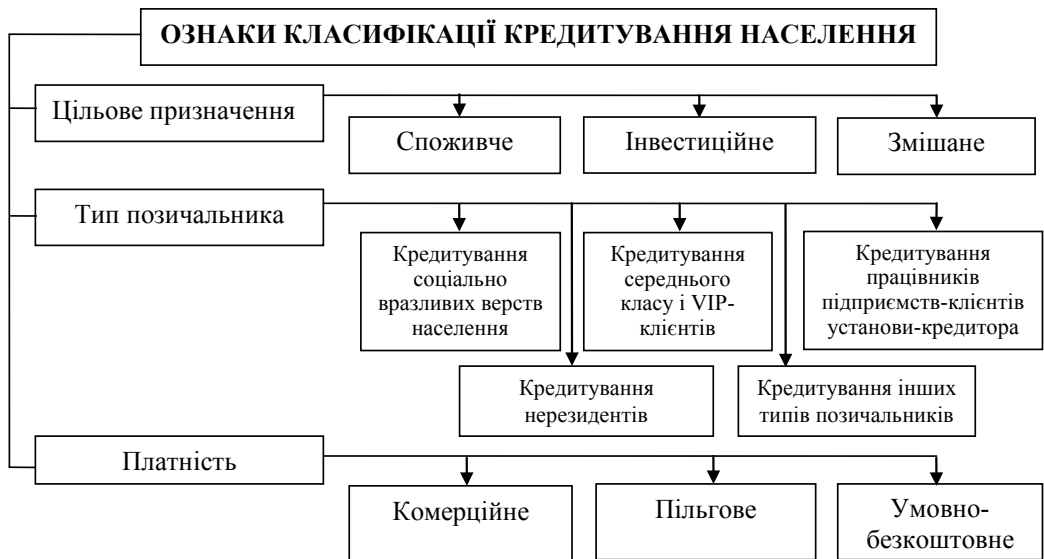 ОЗНАКИ КЛАСИФІКАЦІЇ КРЕДИТУВАННЯ НАСЕЛЕННЯ
Цільове призначення
Споживче
Інвестиційне
Змішане
Тип позичальника
Кредитування
соціально
вразливих верств
населення
Кредитування
середнього
класу і VIP-
клієнтів
Кредитування
працівників
підприємств-клієнтів
установи-кредитора
Кредитування
нерезидентів
Кредитування інших
типів позичальників
Платність
Комерційне
Пільгове
Умовно-
безкоштовне